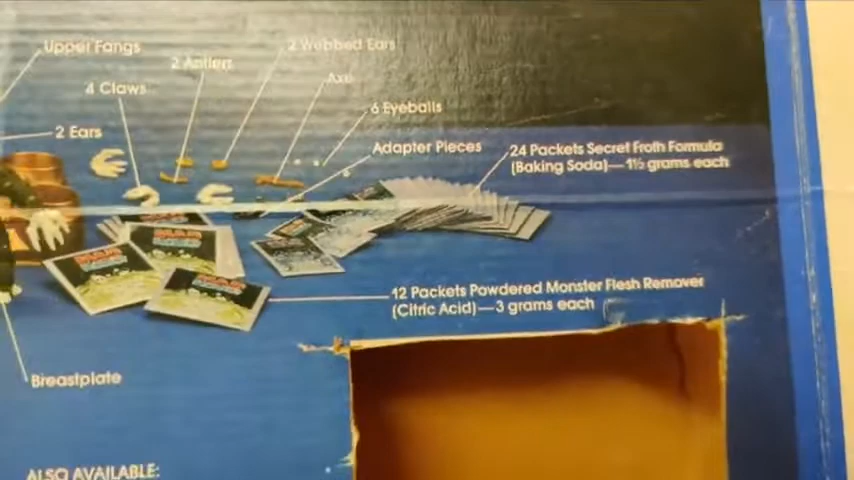 Upper Fangs
2 Antlers
2 Webbed Ears
4 Claws
Axe
6 Eyeballs
2 Ears
Adapter Pieces
24 Packets Secret Froth Formula
(Baking Soda)—1½ grams each
12 Packets Powdered Monster Flesh Remover
(Citric Acid)—3 grams each
Breastplate
ALSO AVAILABLE: